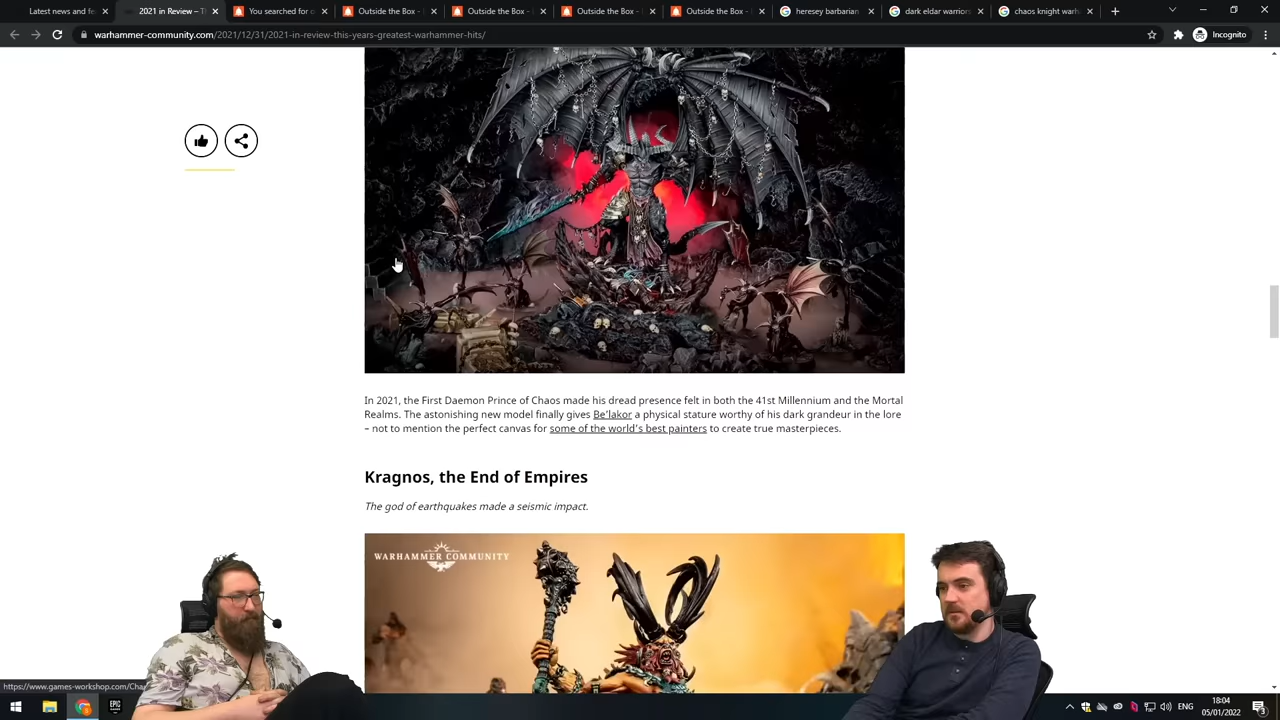 Latest news and fe
2021 in Review – T
You searched for c
Outside the Box -
Outside the Box -
Outside the Box -
Outside the Box -
heresey barbarian
dark eldar warriors
chaos knight warh
warhammer-community.com/2021/12/31/2021-in-review-this-years-greatest-warhammer-hits/
Incognito
In 2021, the First Daemon Prince of Chaos made his dread presence felt in both the 41st Millennium and the Mortal
Realms. The astonishing new model finally gives Be'lakor a physical stature worthy of his dark grandeur in the lore
– not to mention the perfect canvas for some of the world's best painters to create true masterpieces.
Kragnos, the End of Empires
The god of earthquakes made a seismic impact.
WARHAMMER COMMUNITY
https://www.games-workshop.com/Cha
EPIC
ENG
18:04
05/01/2022